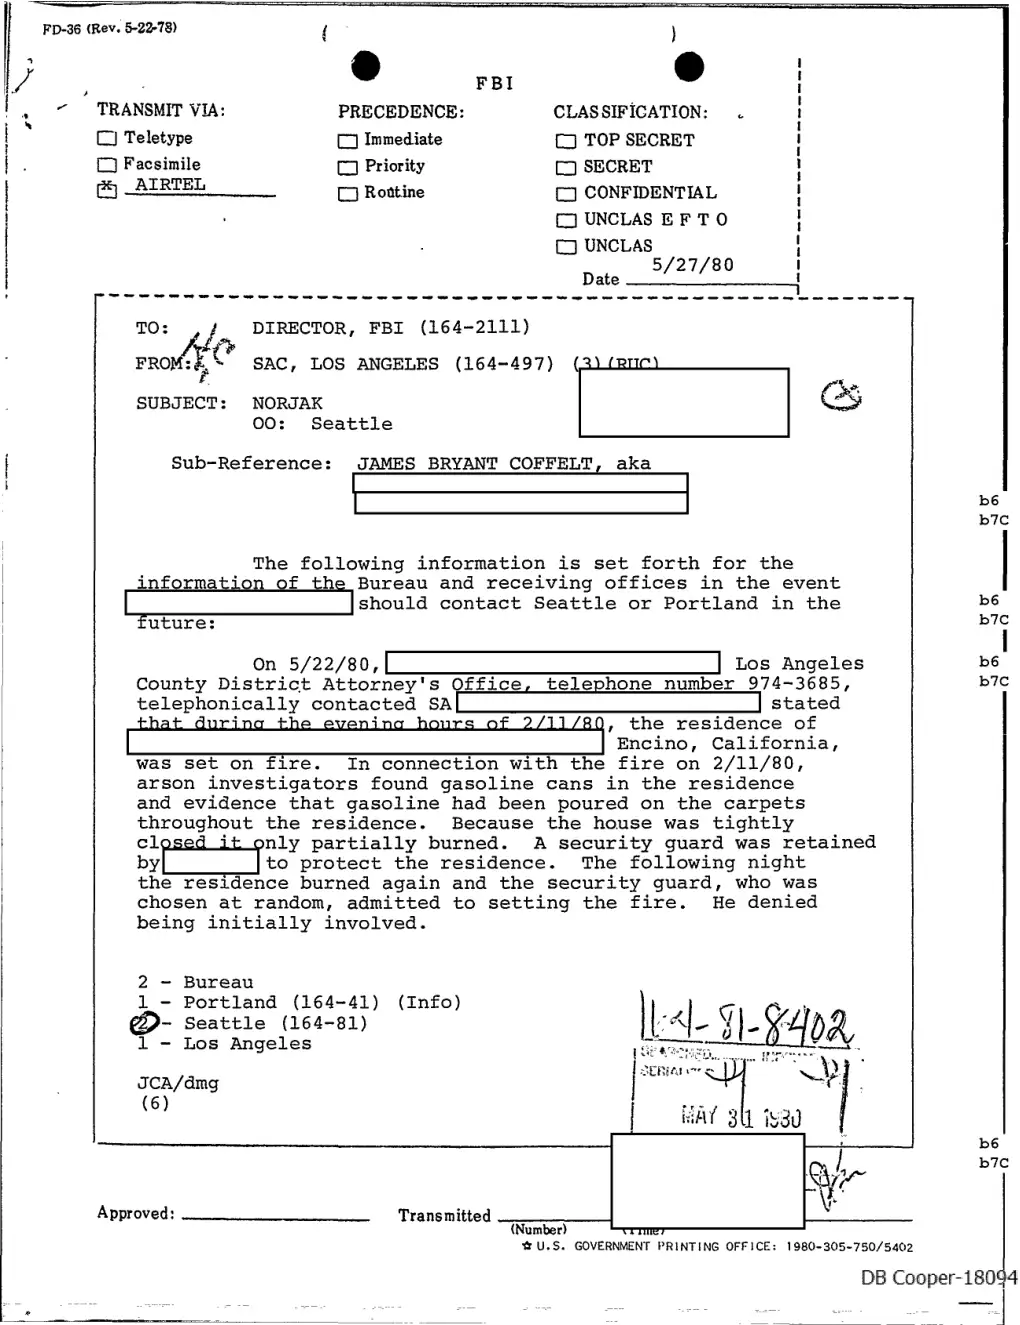 FD-36 (Rev. 5-22-78)
FBI
TRANSMIT VIA:
Teletype
Facsimile
AIRTEL
PRECEDENCE:
Immediate
Priority
Routine
CLASSIFICATION:
TOP SECRET
SECRET
CONFIDENTIAL
UNCLAS E F T O
UNCLAS
Date 5/27/80
TO: DIRECTOR, FBI (164-2111)
FROM: SAC, LOS ANGELES (164-497) (3) (RUC)
SUBJECT: NORJAK
OO: Seattle
Sub-Reference: JAMES BRYANT COFFELT, aka
b6
b7C
The following information is set forth for the
information of the Bureau and receiving offices in the event
should contact Seattle or Portland in the
future:
b6
b7C
On 5/22/80, Los Angeles
County District Attorney's Office, telephone number 974-3685,
telephonically contacted SA stated
that during the evening hours of 2/11/80, the residence of
Encino, California,
was set on fire. In connection with the fire on 2/11/80,
arson investigators found gasoline cans in the residence
and evidence that gasoline had been poured on the carpets
throughout the residence. Because the house was tightly
closed it only partially burned. A security guard was retained
by to protect the residence. The following night
the residence burned again and the security guard, who was
chosen at random, admitted to setting the fire. He denied
being initially involved.
b6
b7C
2 - Bureau
1 - Portland (164-41) (Info)
2 - Seattle (164-81)
1 - Los Angeles
JCA/dmg
(6)
164-81-8402
MAY 31 1980
b6
b7C
Approved: Transmitted
(Number) (Time)
☆ U.S. GOVERNMENT PRINTING OFFICE: 1980-305-750/5402
DB Cooper-18094